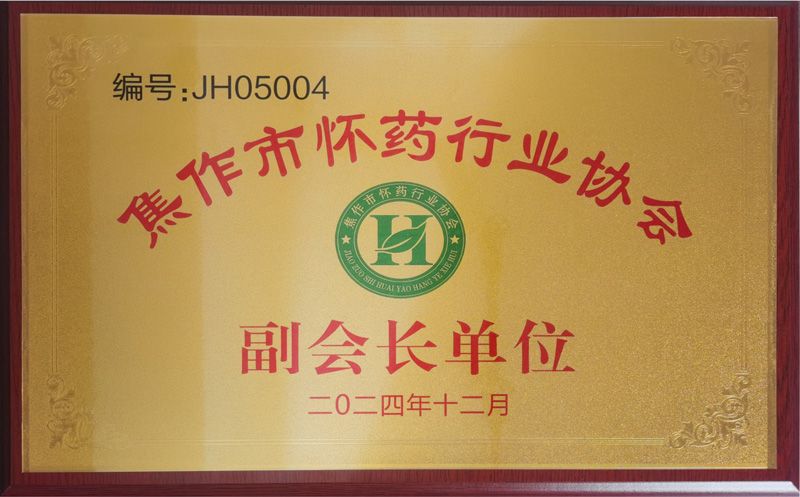 编号:JH05004
焦作市怀药行业协会
焦作市怀药行业协会
H
JIAO ZUO SHI HUAI YAO HANG YE XIE HUI
副会长单位
二〇二四年十二月